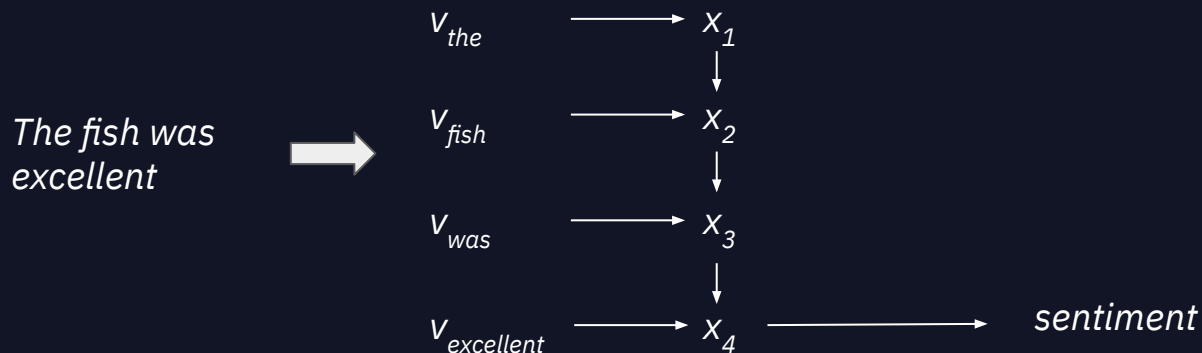 The fish was
excellent
v_the
x_1
v_fish
x_2
v_was
x_3
v_excellent
x_4
sentiment